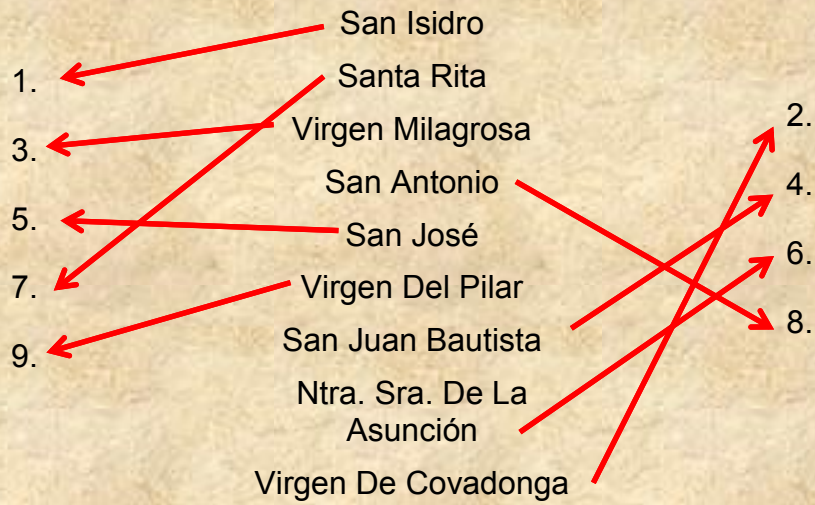 San Isidro
1.
Santa Rita
2.
Virgen Milagrosa
3.
San Antonio
4.
5.
San José
6.
7.
Virgen Del Pilar
8.
San Juan Bautista
9.
Ntra. Sra. De La
Asunción
Virgen De Covadonga